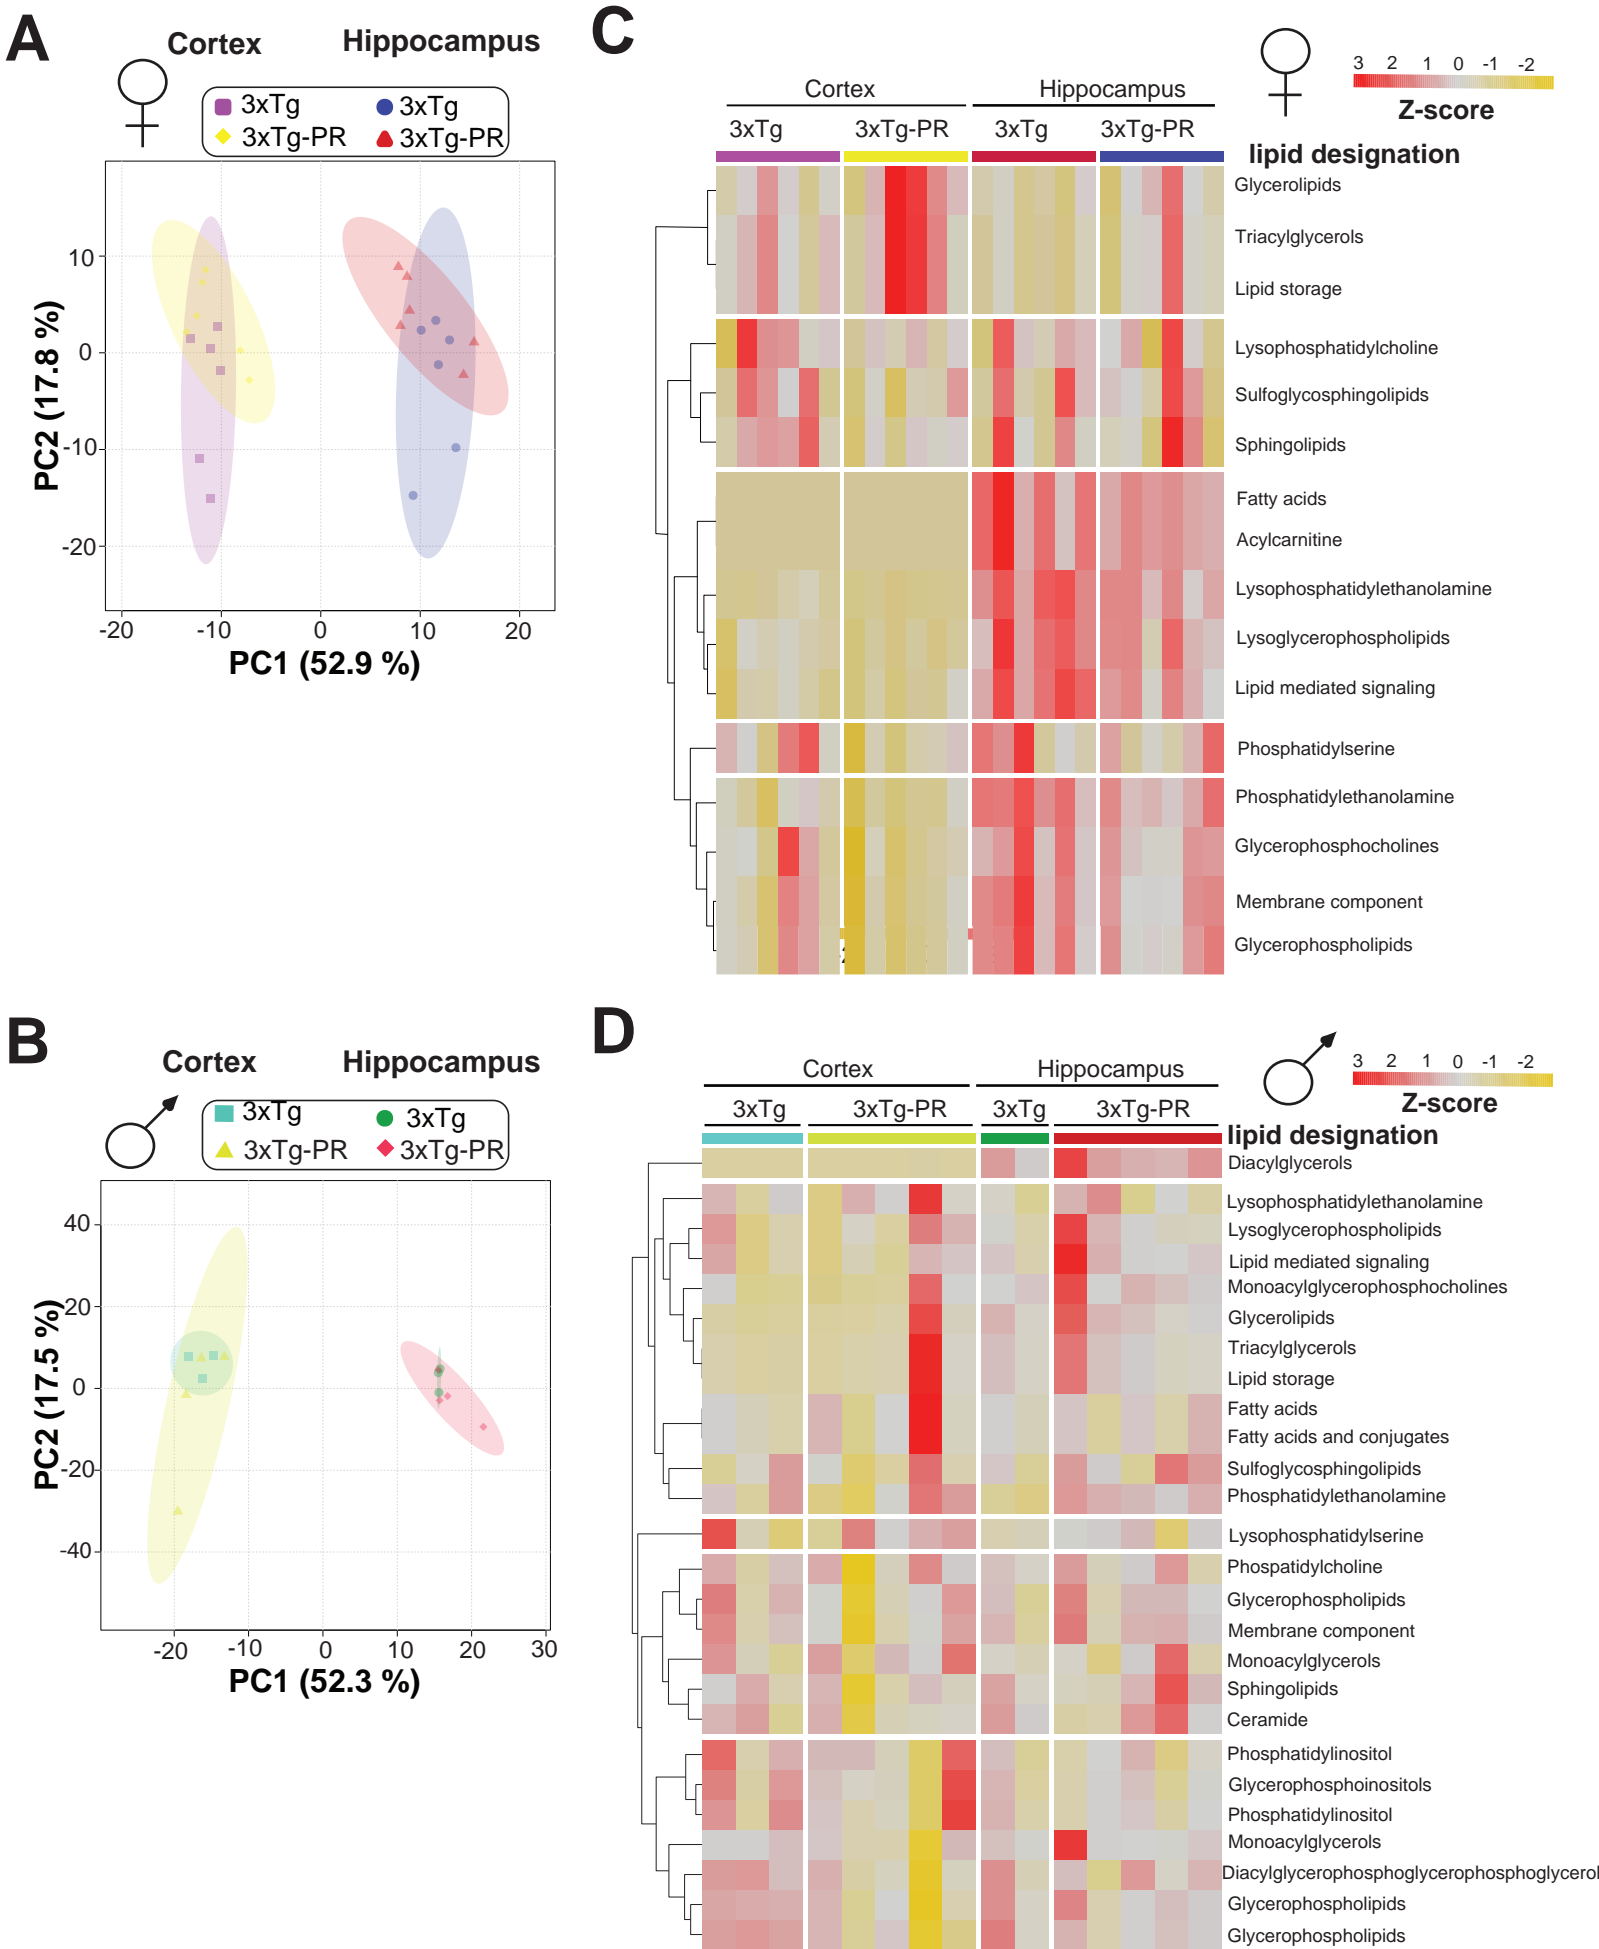 A
Cortex
Hippocampus
3xTg
3xTg
3xTg-PR
3xTg-PR
10
0
-10
-20
-20
-10
0
10
20
PC2 (17.8 %)
PC1 (52.9 %)
C
Cortex
Hippocampus
3xTg
3xTg-PR
3xTg
3xTg-PR
3 2 1 0 -1 -2
Z-score
lipid designation
Glycerolipids
Triacylglycerols
Lipid storage
Lysophosphatidylcholine
Sulfoglycosphingolipids
Sphingolipids
Fatty acids
Acylcarnitine
Lysophosphatidylethanolamine
Lysoglycerophospholipids
Lipid mediated signaling
Phosphatidylserine
Phosphatidylethanolamine
Glycerophosphocholines
Membrane component
Glycerophospholipids
B
Cortex
Hippocampus
3xTg
3xTg
3xTg-PR
3xTg-PR
40
20
0
-20
-40
-20
-10
0
10
20
30
PC2 (17.5 %)
PC1 (52.3 %)
D
Cortex
Hippocampus
3xTg
3xTg-PR
3xTg
3xTg-PR
3 2 1 0 -1 -2
Z-score
lipid designation
Diacylglycerols
Lysophosphatidylethanolamine
Lysoglycerophospholipids
Lipid mediated signaling
Monoacylglycerophosphocholines
Glycerolipids
Triacylglycerols
Lipid storage
Fatty acids
Fatty acids and conjugates
Sulfoglycosphingolipids
Phosphatidylethanolamine
Lysophosphatidylserine
Phospatidylcholine
Glycerophospholipids
Membrane component
Monoacylglycerols
Sphingolipids
Ceramide
Phosphatidylinositol
Glycerophosphoinositols
Phosphatidylinositol
Monoacylglycerols
Diacylglycerophosphoglycerophosphoglycerol
Glycerophospholipids
Glycerophospholipids